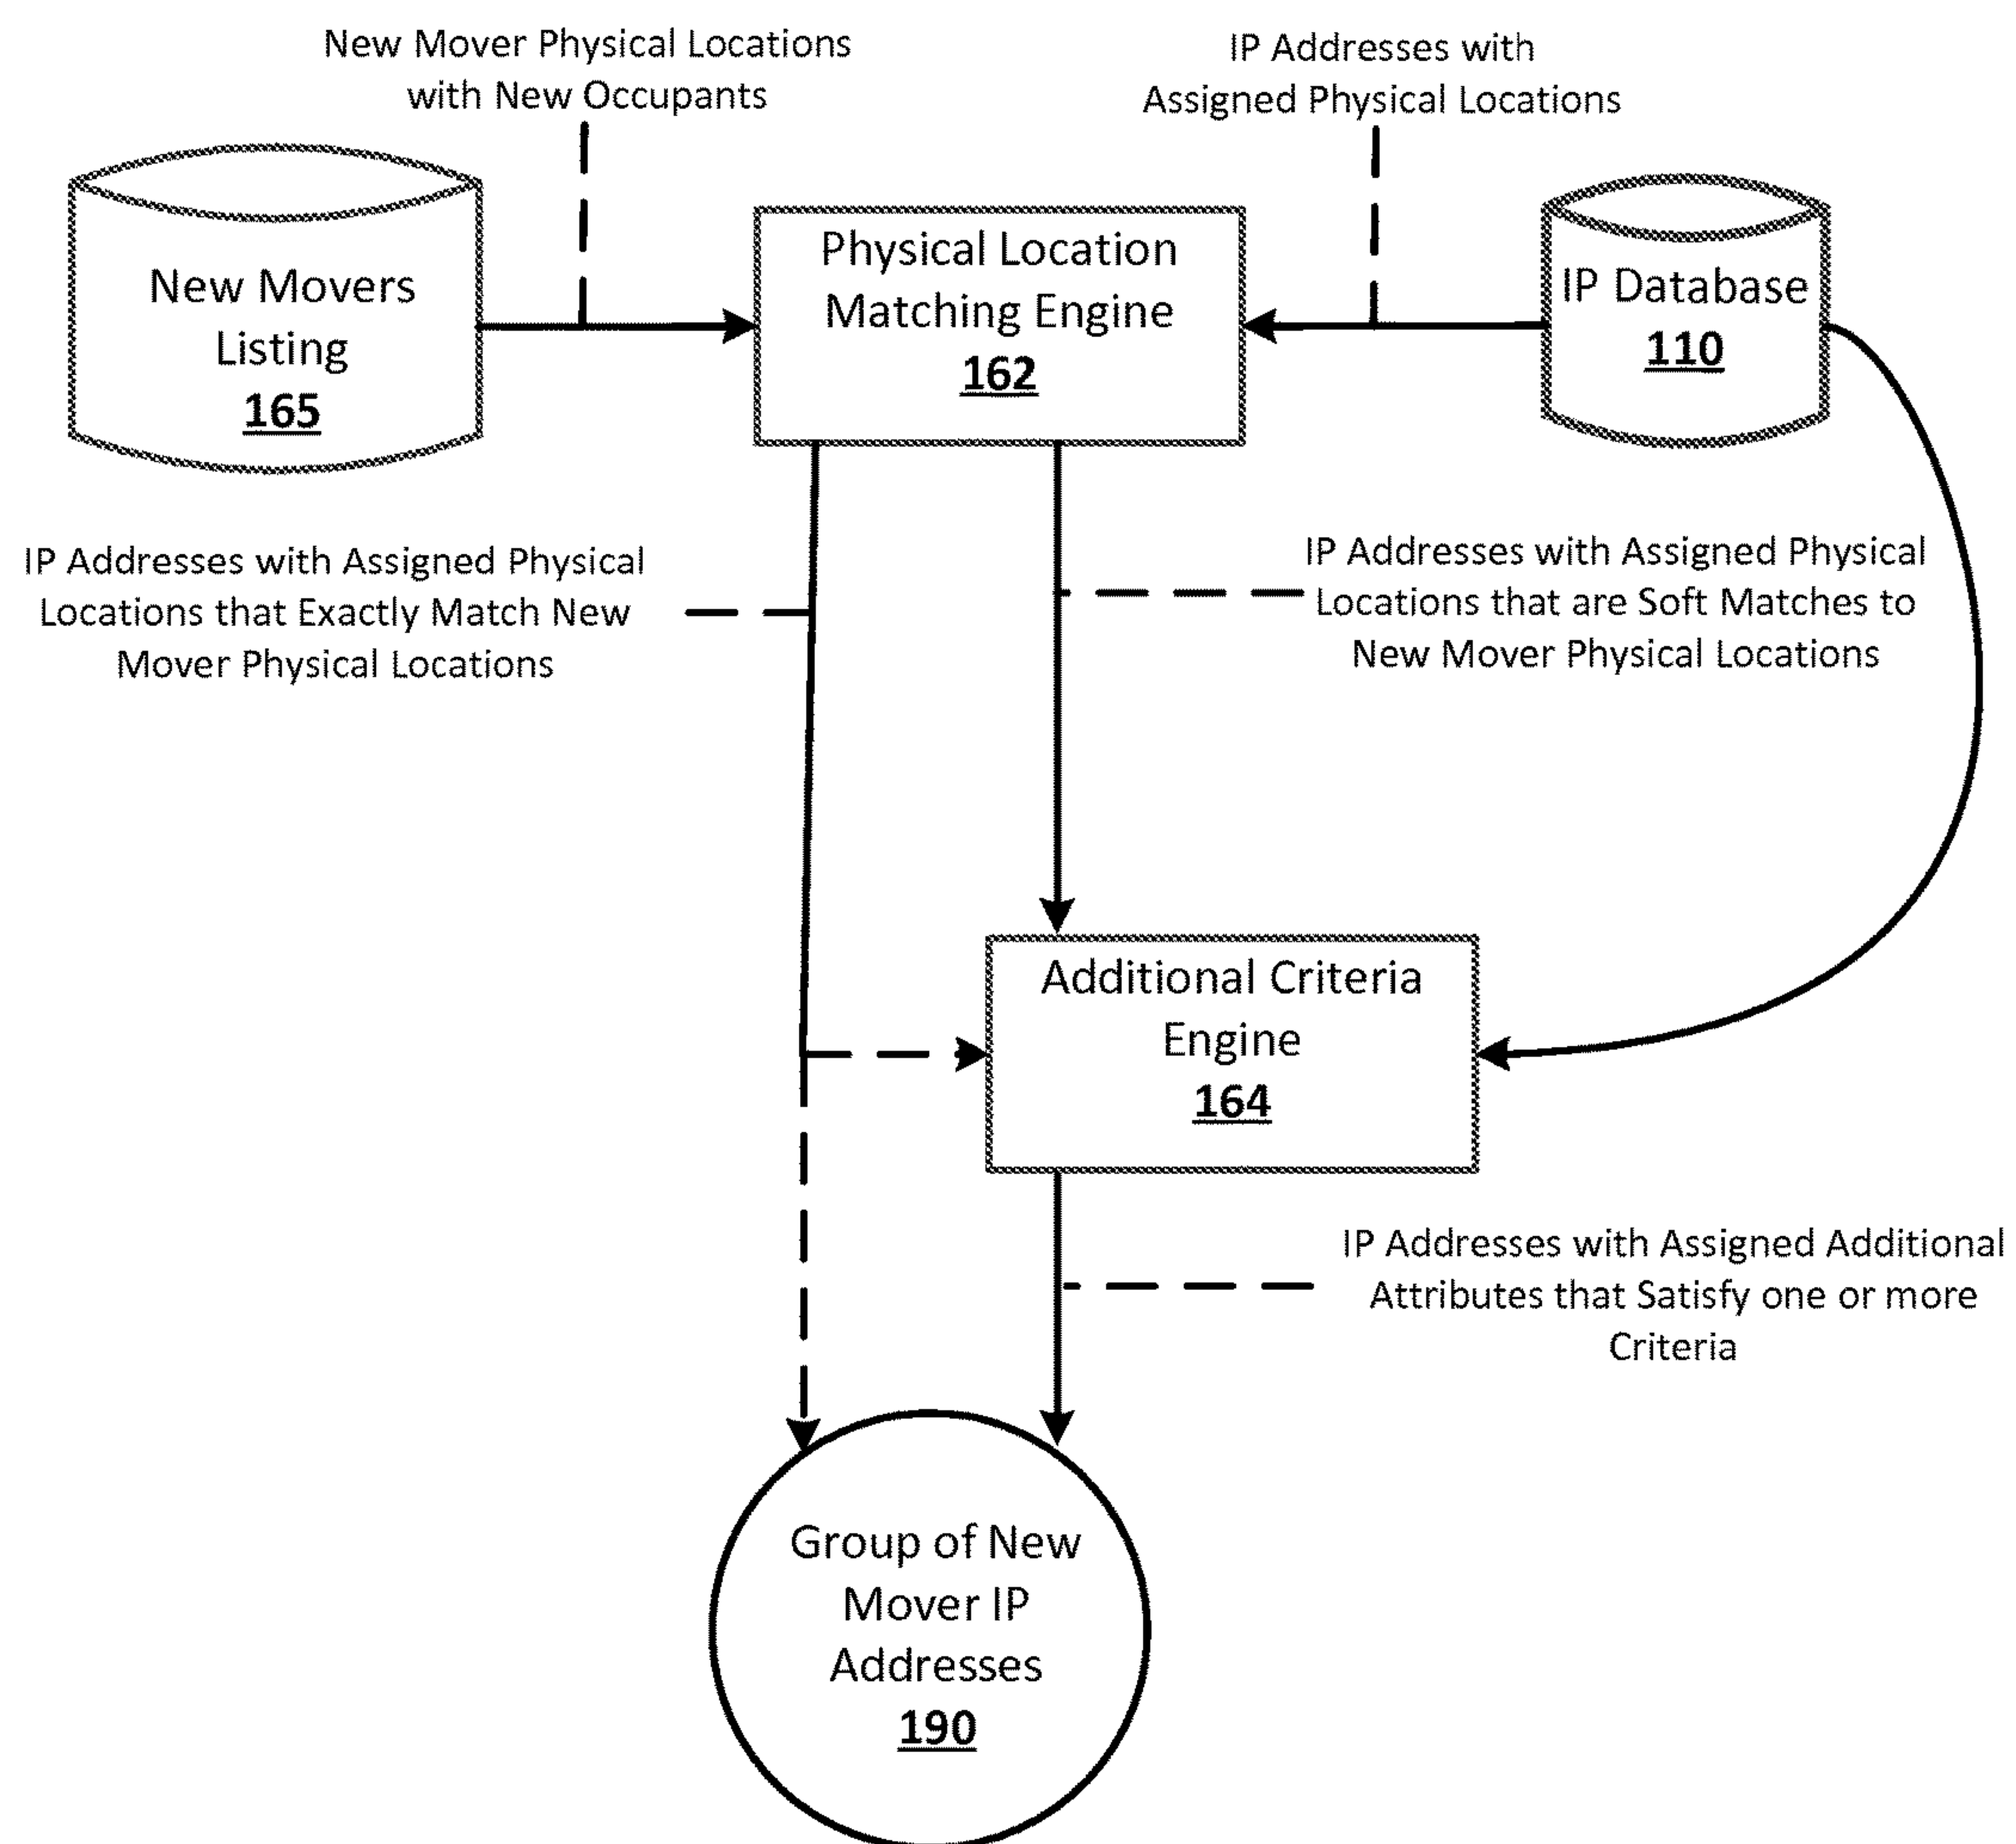 New Mover Physical Locations
with New Occupants
IP Addresses with
Assigned Physical Locations
New Movers
Listing
165
Physical Location
Matching Engine
162
IP Database
110
IP Addresses with Assigned Physical
Locations that Exactly Match New
Mover Physical Locations
IP Addresses with Assigned Physical
Locations that are Soft Matches to
New Mover Physical Locations
Additional Criteria
Engine
164
IP Addresses with Assigned Additional
Attributes that Satisfy one or more
Criteria
Group of New
Mover IP
Addresses
190